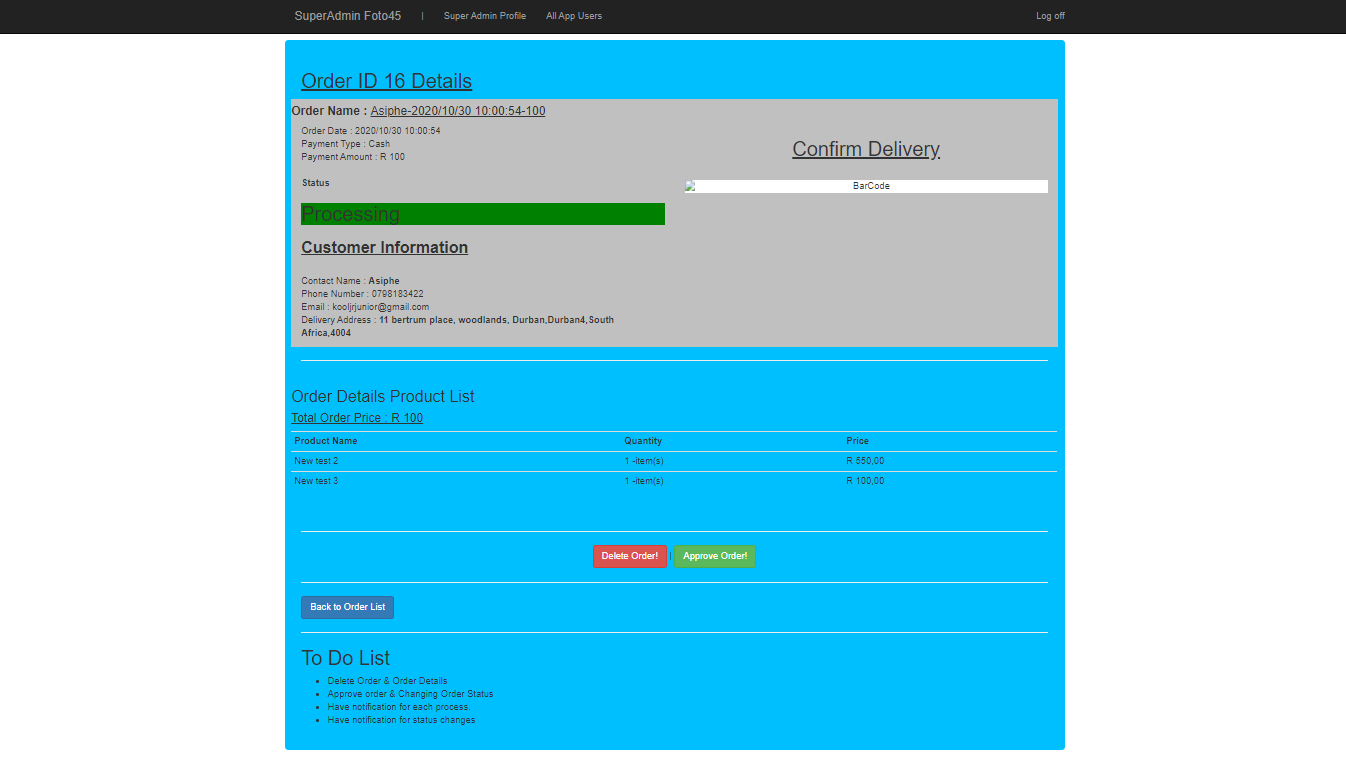 SuperAdmin Foto45 | Super Admin Profile All App Users Log off
Order ID 16 Details
Order Name : Asiphe-2020/10/30 10:00:54-100
Order Date : 2020/10/30 10:00:54
Payment Type : Cash
Payment Amount : R 100
Status
Processing
Customer Information
Contact Name : Asiphe
Phone Number : 0798183422
Email : kooljrjunior@gmail.com
Delivery Address : 11 bertrum place, woodlands, Durban,Durban4,South
Africa,4004
Confirm Delivery
BarCode
Order Details Product List
Total Order Price : R 100
Product Name Quantity Price
New test 2 1 -item(s) R 550,00
New test 3 1 -item(s) R 100,00
Delete Order! | Approve Order!
Back to Order List
To Do List
Delete Order & Order Details
Approve order & Changing Order Status
Have notification for each process.
Have notification for status changes